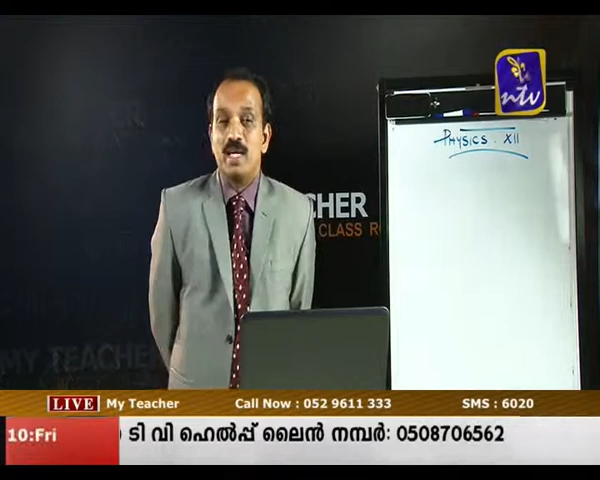 ntv
PHYSICS . XII
CHER
CLASS R
MY TEACHER
LIVE My Teacher Call Now : 052 9611 333 SMS : 6020
10:Fri ടി വി ഹെൽപ്പ് ലൈൻ നമ്പർ: 0508706562